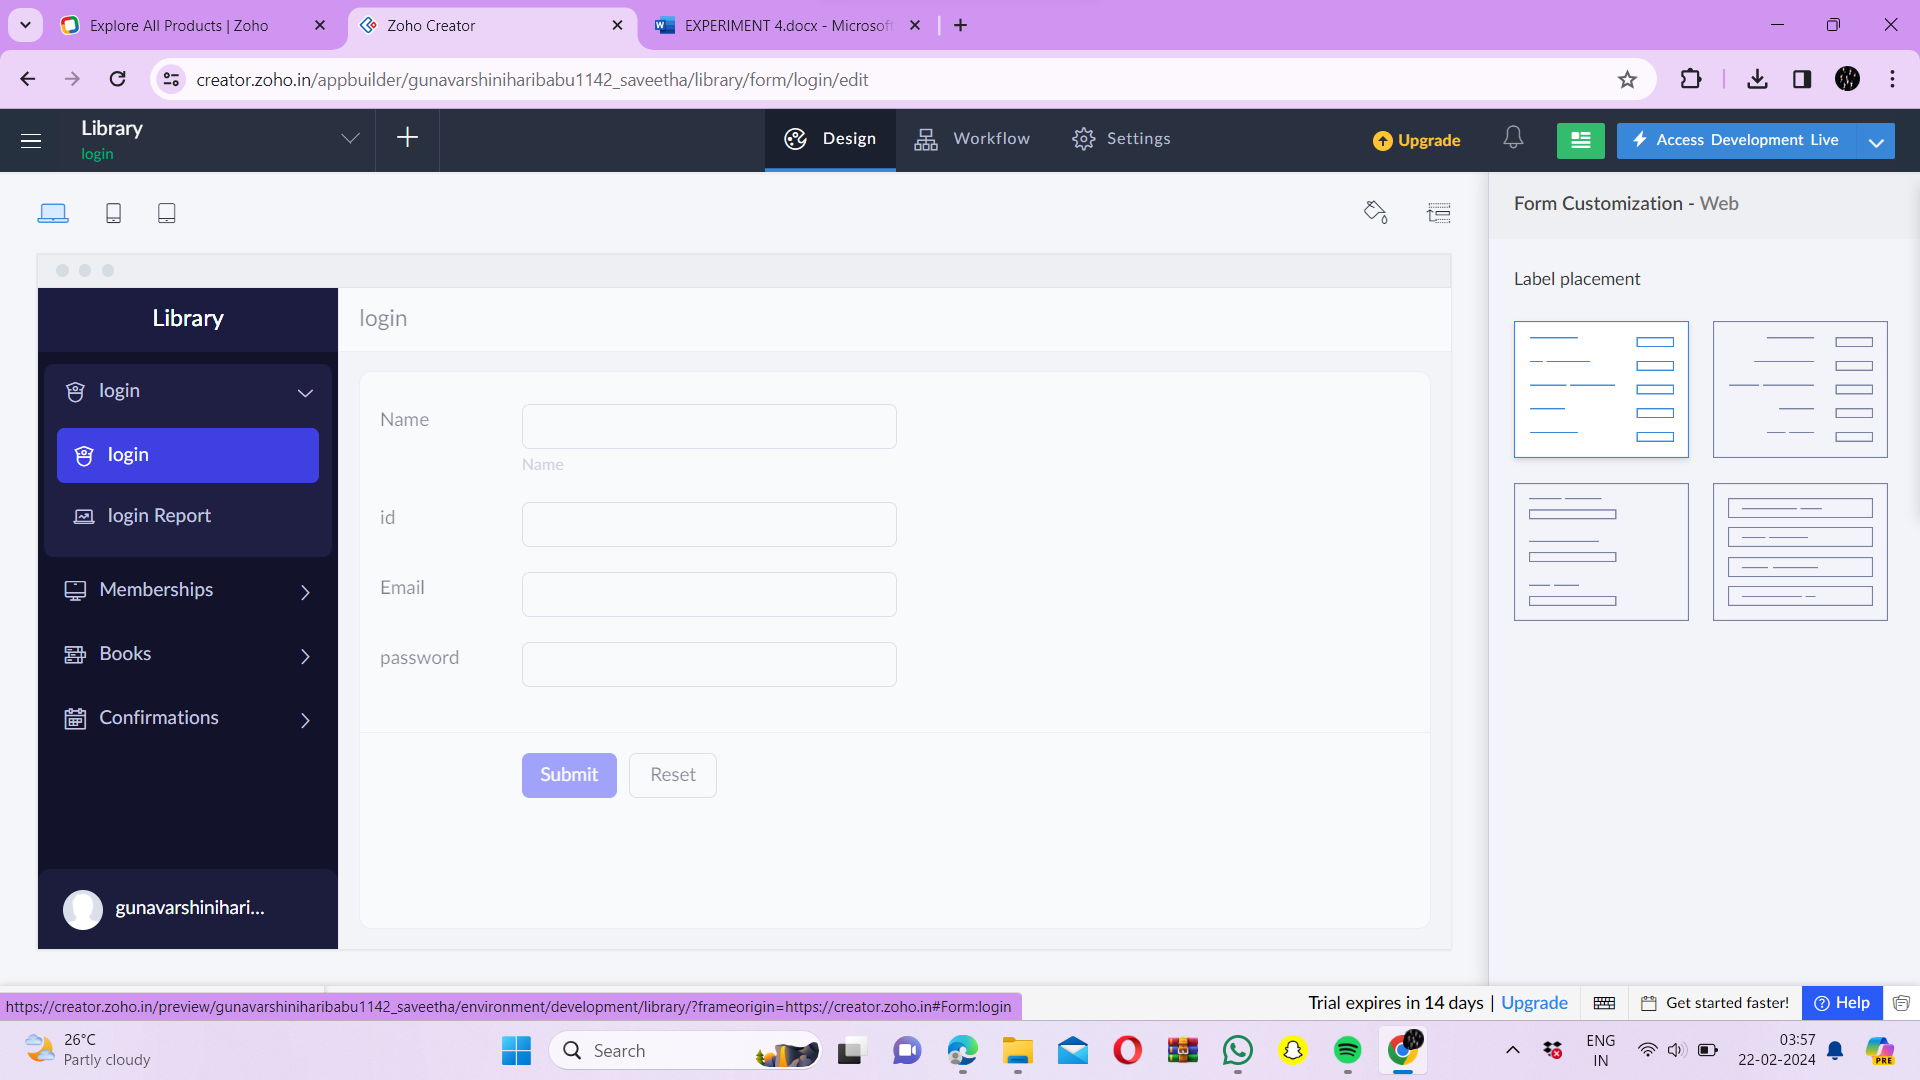 Explore All Products | Zoho
Zoho Creator
EXPERIMENT 4.docx - Microsoft
creator.zoho.in/appbuilder/gunavarshiniharibabu1142_saveetha/library/form/login/edit
Library
login
Design
Workflow
Settings
Upgrade
Access Development Live
Form Customization - Web
Label placement
Library
login
login
login
login Report
Memberships
Books
Confirmations
gunavarshinihari...
Name
Name
id
Email
password
Submit
Reset
https://creator.zoho.in/preview/gunavarshiniharibabu1142_saveetha/environment/development/library/?frameorigin=https://creator.zoho.in#Form:login
Trial expires in 14 days | Upgrade
Get started faster!
Help
26°C
Partly cloudy
Search
ENG
IN
03:57
22-02-2024
PRE